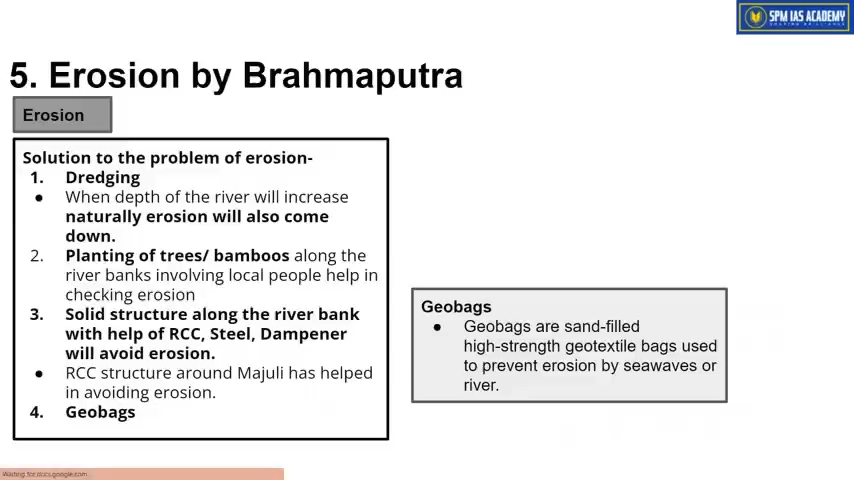 SPM IAS ACADEMY
5. Erosion by Brahmaputra
Erosion
Solution to the problem of erosion-
1. Dredging
● When depth of the river will increase
naturally erosion will also come
down.
2. Planting of trees/ bamboos along the
river banks involving local people help in
checking erosion
3. Solid structure along the river bank
with help of RCC, Steel, Dampener
will avoid erosion.
● RCC structure around Majuli has helped
in avoiding erosion.
4. Geobags
Geobags
● Geobags are sand-filled
high-strength geotextile bags used
to prevent erosion by seawaves or
river.
Waiting for docs.google.com...